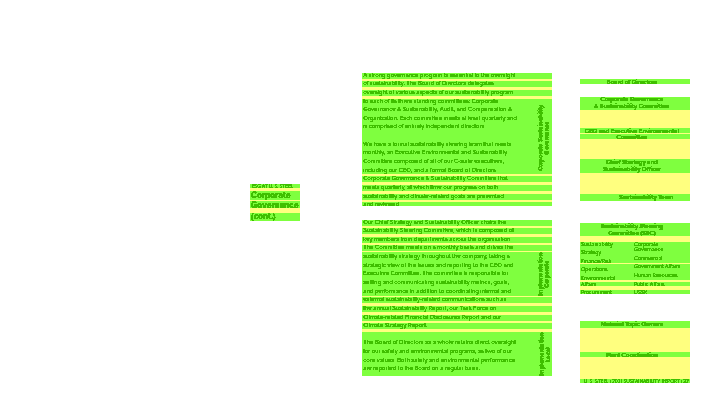 ESG AT U. S. STEEL
Corporate
Governance
(cont.)
A strong governance program is essential to the oversight
of sustainability. The Board of Directors delegates
oversight of various aspects of our sustainability program
to each of its three standing committees: Corporate
Governance & Sustainability, Audit, and Compensation &
Organization. Each committee meets at least quarterly and
is comprised of entirely independent directors.
We have a robust sustainability steering team that meets
monthly, an Executive Environmental and Sustainability
Committee composed of all of our C-suite executives,
including our CEO, and a formal Board of Directors
Corporate Governance & Sustainability Committee that
meets quarterly, at which time our progress on both
sustainability and climate-related goals are presented
and reviewed.
Corporate Sustainability
Governance
Our Chief Strategy and Sustainability Officer chairs the
Sustainability Steering Committee, which is composed of
key members from departments across the organization.
The Committee meets on a monthly basis and drives the
sustainability strategy throughout the company, taking a
strategic view of the issues and reporting to the CEO and
Executive Committee. The committee is responsible for
setting and communicating sustainability metrics, goals,
and performance in addition to coordinating internal and
external sustainability-related communications such as
the annual Sustainability Report, our Task Force on
Climate-related Financial Disclosures Report and our
Climate Strategy Report.
Implementation
Corporate
The Board of Directors as a whole retains direct oversight
for our safety and environmental programs, as two of our
core values. Both safety and environmental performance
are reported to the Board on a regular basis.
Implementation
Local
Board of Directors
Corporate Governance
& Sustainability Committee
CEO and Executive Environmental
Committee
Chief Strategy and
Sustainability Officer
Sustainability Team
Sustainability Steering
Committee (SSC)
Sustainability
Strategy
Finance/Risk
Operations
Environmental
Affairs
Procurement
Corporate
Governance
Commercial
Government Affairs
Human Resources
Public Affairs
USSK
National Topic Owners
Plant Coordination
U. S. STEEL | 2021 SUSTAINABILITY REPORT |